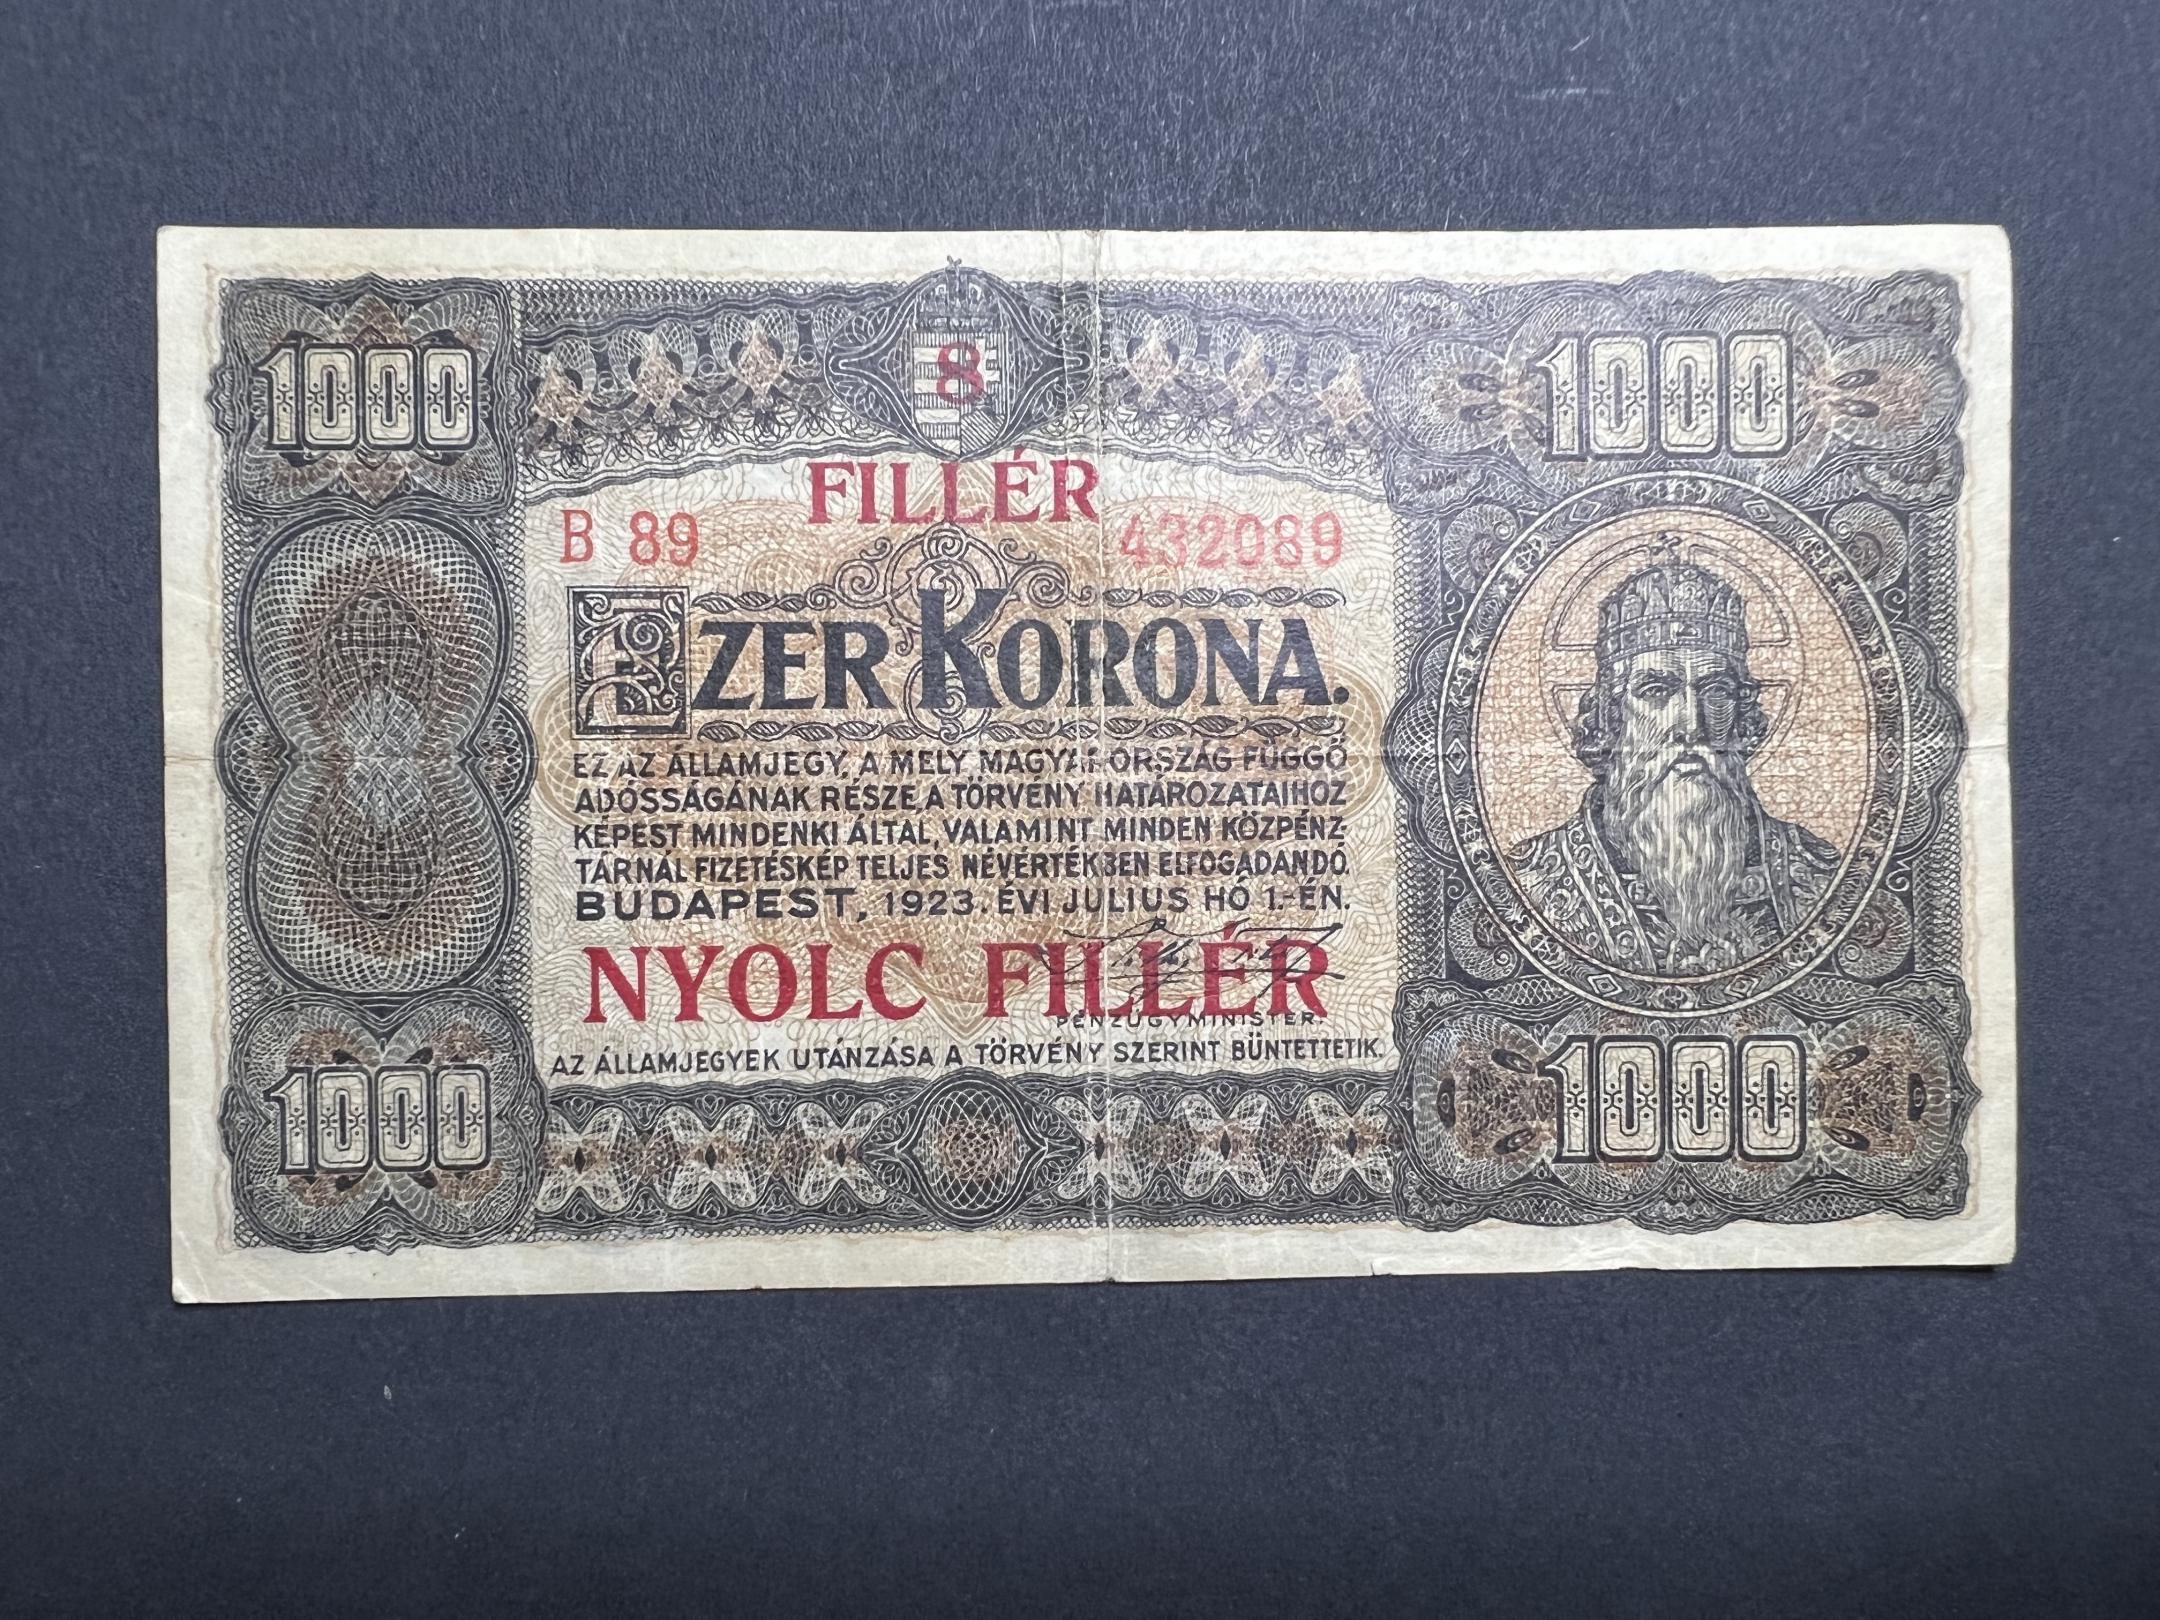 1000
8
1000
FILLÉR
B 89 432089
EZER KORONA.
EZ AZ ÁLLAMJEGY, A MELY MAGYARORSZÁG FÜGGŐ
ADÓSSÁGÁNAK RÉSZE, A TÖRVÉNY HATÁROZATAIHOZ
KÉPEST MINDENKI ÁLTAL, VALAMINT MINDEN KÖZPÉNZ-
TÁRNÁL FIZETÉSKÉP TELJES NÉVÉRTÉKBEN ELFOGADANDÓ.
BUDAPEST, 1923. ÉVI JULIUS HÓ 1.-ÉN.
NYOLC FILLÉR
PÉNZÜGYMINISTER.
AZ ÁLLAMJEGYEK UTÁNZÁSA A TÖRVÉNY SZERINT BÜNTETTETIK.
1000
1000